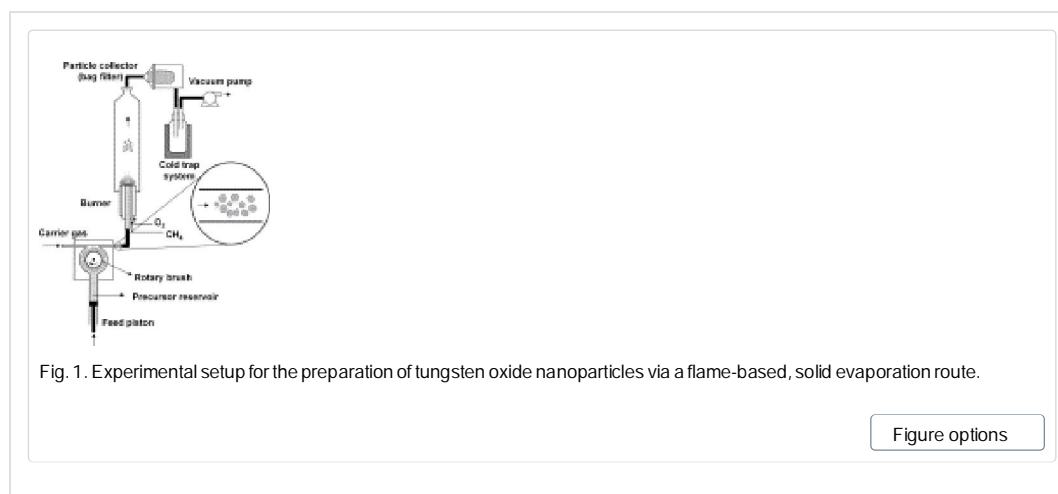 Particle collector
(bag filter)
Vacuum pump
Cold trap
system
Burner
O2
CH4
Carrier gas
Rotary brush
Precursor reservoir
Feed piston
Fig. 1. Experimental setup for the preparation of tungsten oxide nanoparticles via a flame-based, solid evaporation route.
Figure options